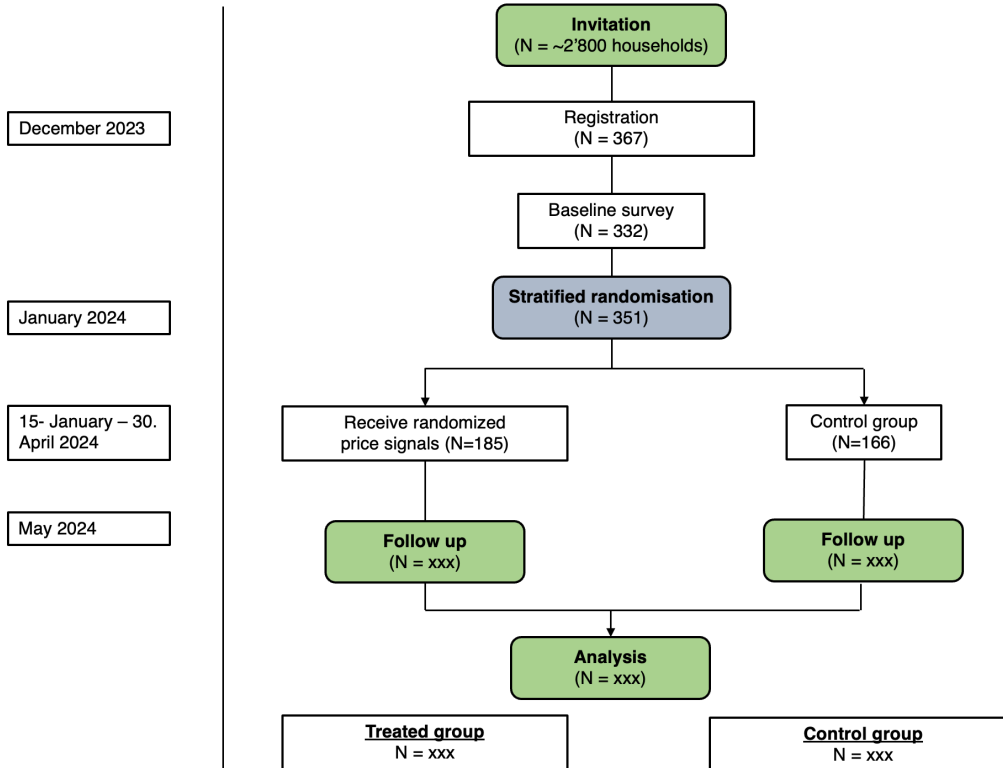 Invitation
(N = ~2'800 households)
December 2023
Registration
(N = 367)
Baseline survey
(N = 332)
January 2024
Stratified randomisation
(N = 351)
15- January – 30.
April 2024
Receive randomized
price signals (N=185)
Control group
(N=166)
May 2024
Follow up
(N = xxx)
Follow up
(N = xxx)
Analysis
(N = xxx)
Treated group
N = xxx
Control group
N = xxx